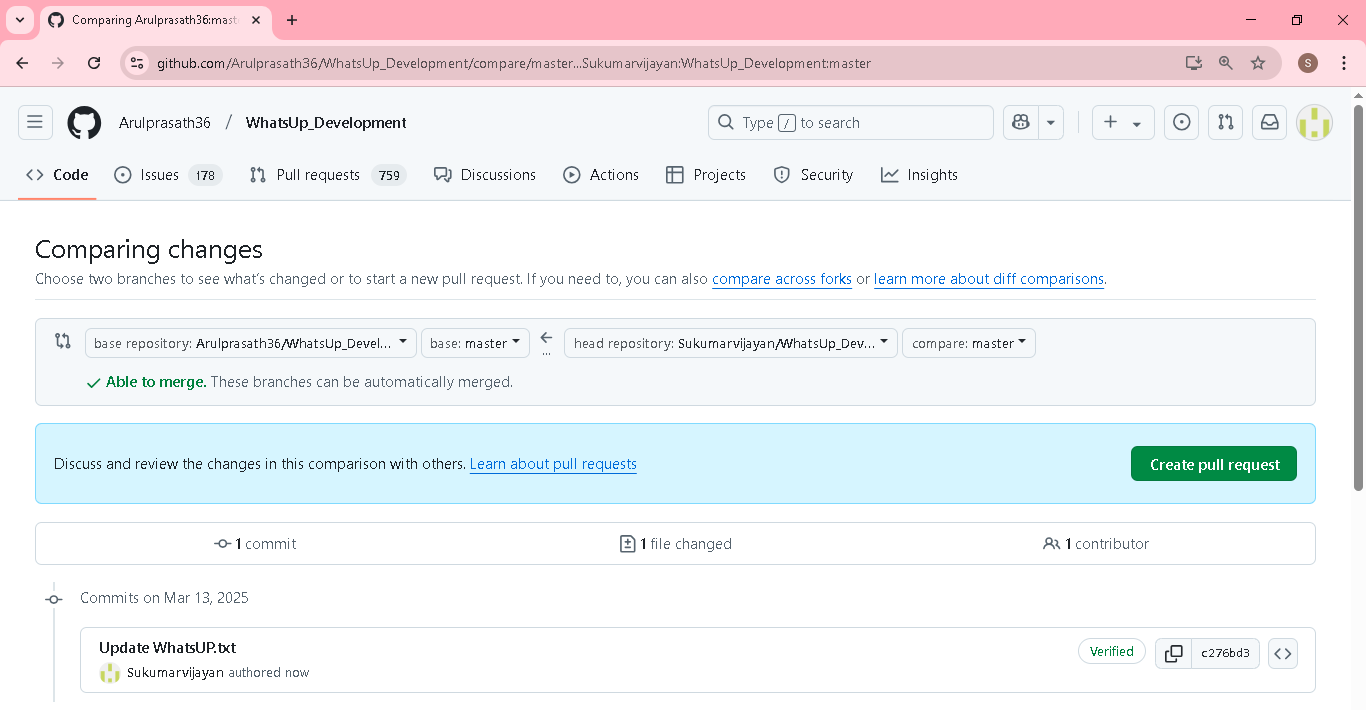 Comparing Arulprasath36:mast
github.com/Arulprasath36/WhatsUp_Development/compare/master...Sukumarvijayan:WhatsUp_Development:master
S
Arulprasath36 / WhatsUp_Development
Type / to search
Code
Issues 178
Pull requests 759
Discussions
Actions
Projects
Security
Insights
Comparing changes
Choose two branches to see what's changed or to start a new pull request. If you need to, you can also compare across forks or learn more about diff comparisons.
base repository: Arulprasath36/WhatsUp_Devel...
base: master
...
head repository: Sukumarvijayan/WhatsUp_Dev...
compare: master
Able to merge. These branches can be automatically merged.
Discuss and review the changes in this comparison with others. Learn about pull requests
Create pull request
1 commit
1 file changed
1 contributor
Commits on Mar 13, 2025
Update WhatsUP.txt
Sukumarvijayan authored now
Verified
c276bd3